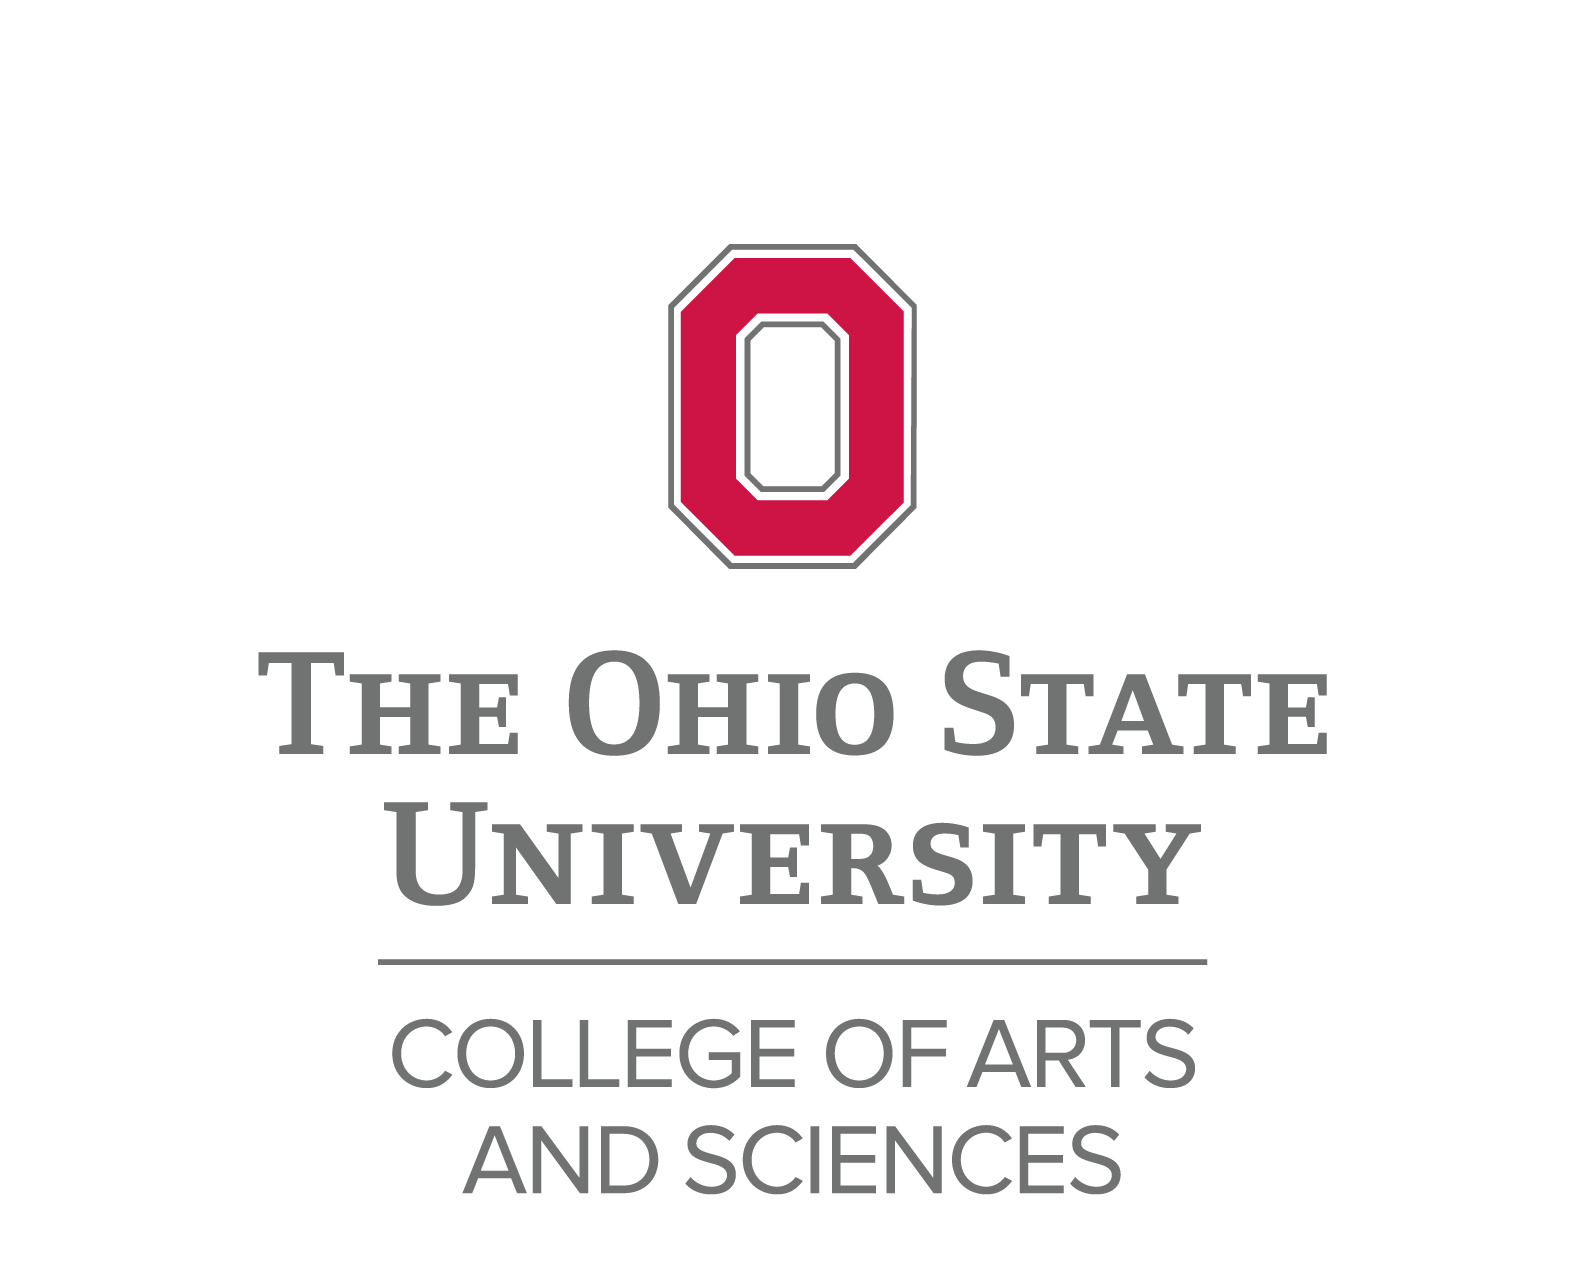 O
THE OHIO STATE
UNIVERSITY
COLLEGE OF ARTS
AND SCIENCES